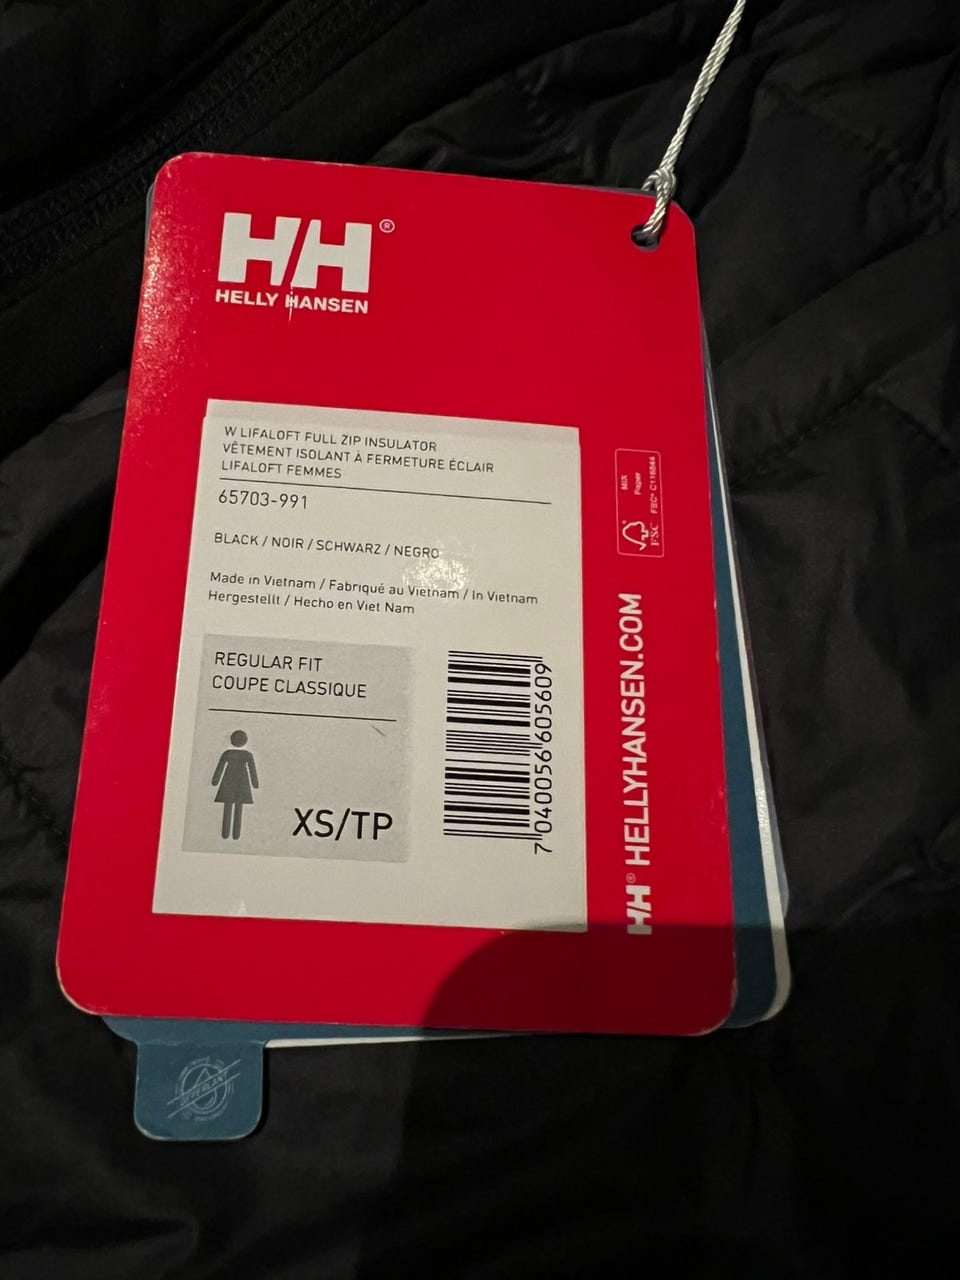 HH®
HELLY HANSEN
W LIFALOFT FULL ZIP INSULATOR
VÊTEMENT ISOLANT À FERMETURE ÉCLAIR
LIFALOFT FEMMES
65703-991
BLACK / NOIR / SCHWARZ / NEGRO
Made in Vietnam / Fabriqué au Vietnam / In Vietnam
Hergestellt / Hecho en Viet Nam
REGULAR FIT
COUPE CLASSIQUE
XS/TP
7 040056 605609
MIX
Paper
FSC® C116844
FSC
HH® HELLYHANSEN.COM